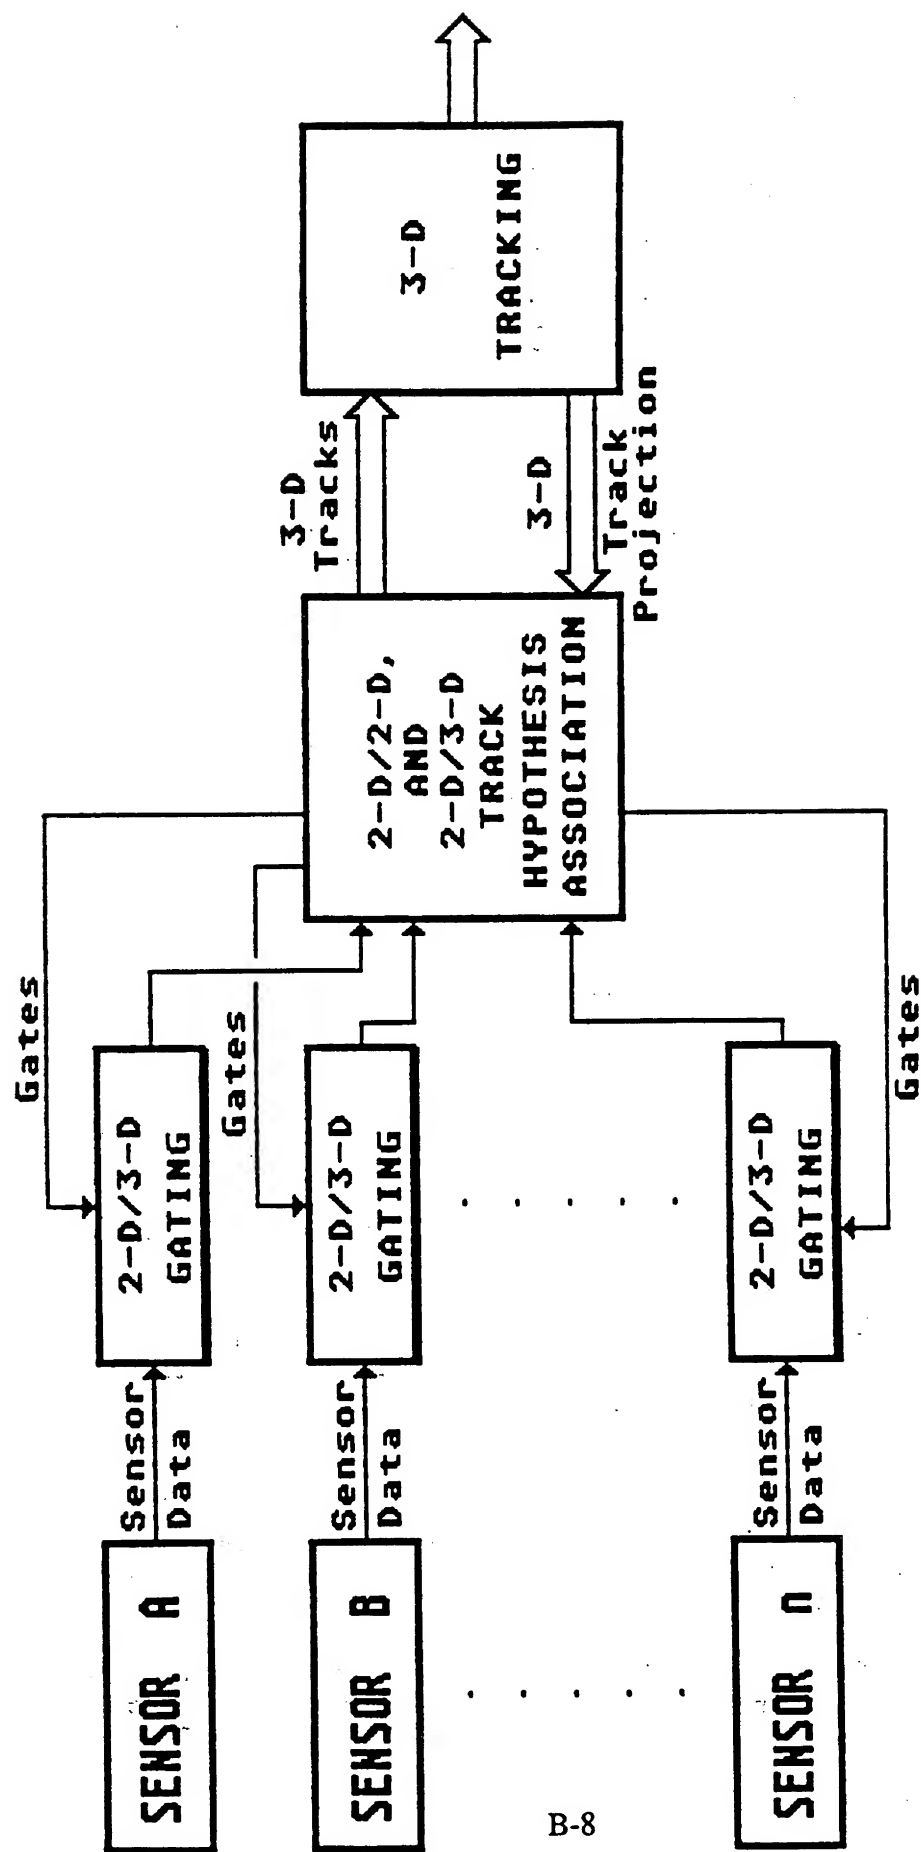 SENSOR A
Sensor
Data
2-D/3-D
GATING
Gates
SENSOR B
Sensor
Data
2-D/3-D
GATING
Gates
SENSOR n
Sensor
Data
2-D/3-D
GATING
Gates
2-D/2-D,
AND
2-D/3-D
TRACK
HYPOTHESIS
ASSOCIATION
3-D
Tracks
3-D
Track
Projection
3-D
TRACKING
B-8